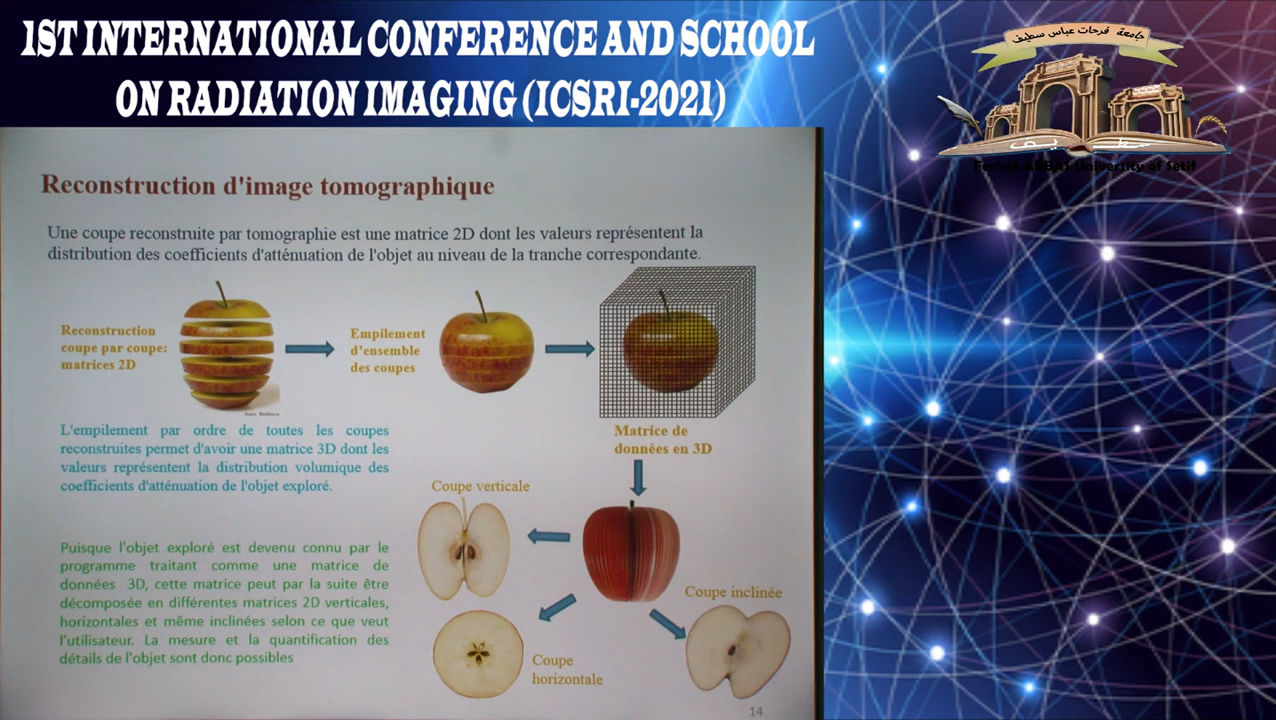 1ST INTERNATIONAL CONFERENCE AND SCHOOL
ON RADIATION IMAGING (ICSRI-2021)
جامعة فرحات عباس سطيف
سطيف
Ferhat ABBAS University of Setif
Reconstruction d'image tomographique
Une coupe reconstruite par tomographie est une matrice 2D dont les valeurs représentent la
distribution des coefficients d'atténuation de l'objet au niveau de la tranche correspondante.
Reconstruction
coupe par coupe:
matrices 2D
Empilement
d'ensemble
des coupes
Matrice de
données en 3D
L'empilement par ordre de toutes les coupes
reconstruites permet d'avoir une matrice 3D dont les
valeurs représentent la distribution volumique des
coefficients d'atténuation de l'objet exploré.
Coupe verticale
Puisque l'objet exploré est devenu connu par le
programme traitant comme une matrice de
données 3D, cette matrice peut par la suite être
décomposée en différentes matrices 2D verticales,
horizontales et même inclinées selon ce que veut
l'utilisateur. La mesure et la quantification des
détails de l'objet sont donc possibles
Coupe inclinée
Coupe
horizontale
14